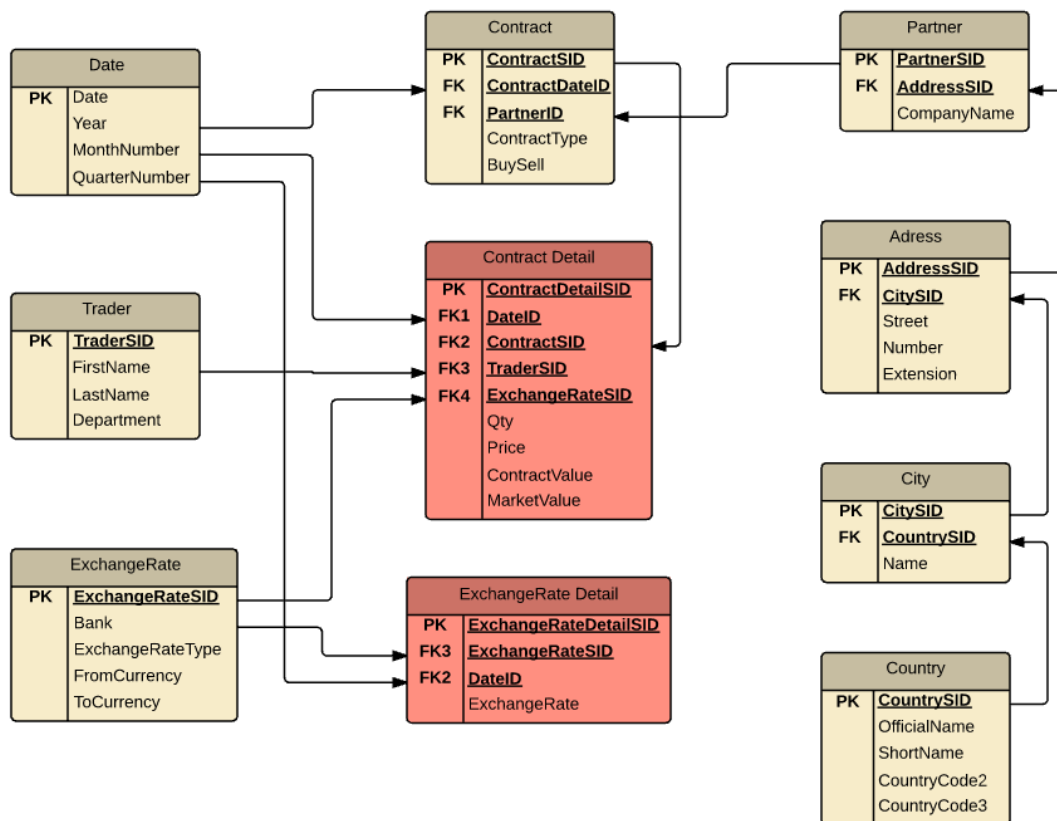 Date
PK Date
Year
MonthNumber
QuarterNumber
Contract
PK ContractSID
FK ContractDateID
FK PartnerID
ContractType
BuySell
Partner
PK PartnerSID
FK AddressSID
CompanyName
Trader
PK TraderSID
FirstName
LastName
Department
Contract Detail
PK ContractDetailSID
FK1 DateID
FK2 ContractSID
FK3 TraderSID
FK4 ExchangeRateSID
Qty
Price
ContractValue
MarketValue
Adress
PK AddressSID
FK CitySID
Street
Number
Extension
ExchangeRate
PK ExchangeRateSID
Bank
ExchangeRateType
FromCurrency
ToCurrency
ExchangeRate Detail
PK ExchangeRateDetailSID
FK3 ExchangeRateSID
FK2 DateID
ExchangeRate
City
PK CitySID
FK CountrySID
Name
Country
PK CountrySID
OfficialName
ShortName
CountryCode2
CountryCode3